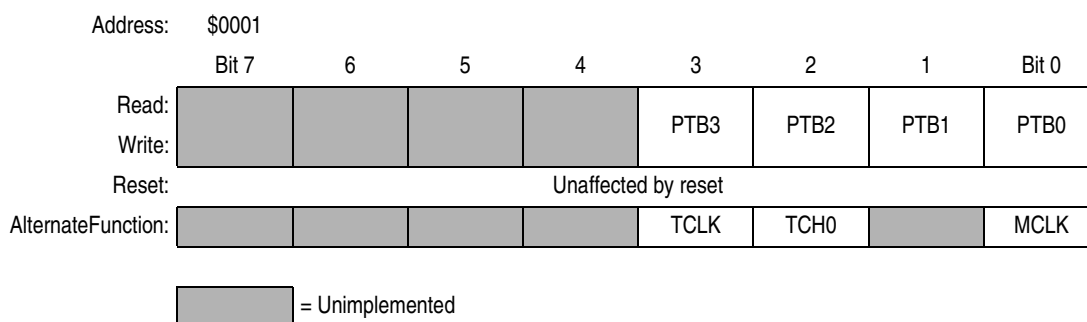 Address: $0001
Bit 7 6 5 4 3 2 1 Bit 0
Read:
PTB3 PTB2 PTB1 PTB0
Write:
Reset: Unaffected by reset
AlternateFunction: TCLK TCH0 MCLK
= Unimplemented